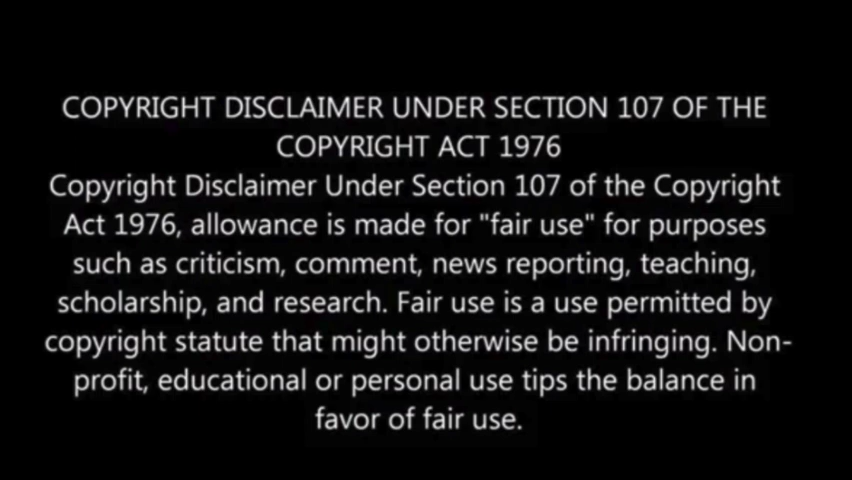 COPYRIGHT DISCLAIMER UNDER SECTION 107 OF THE
COPYRIGHT ACT 1976
Copyright Disclaimer Under Section 107 of the Copyright
Act 1976, allowance is made for "fair use" for purposes
such as criticism, comment, news reporting, teaching,
scholarship, and research. Fair use is a use permitted by
copyright statute that might otherwise be infringing. Non-
profit, educational or personal use tips the balance in
favor of fair use.